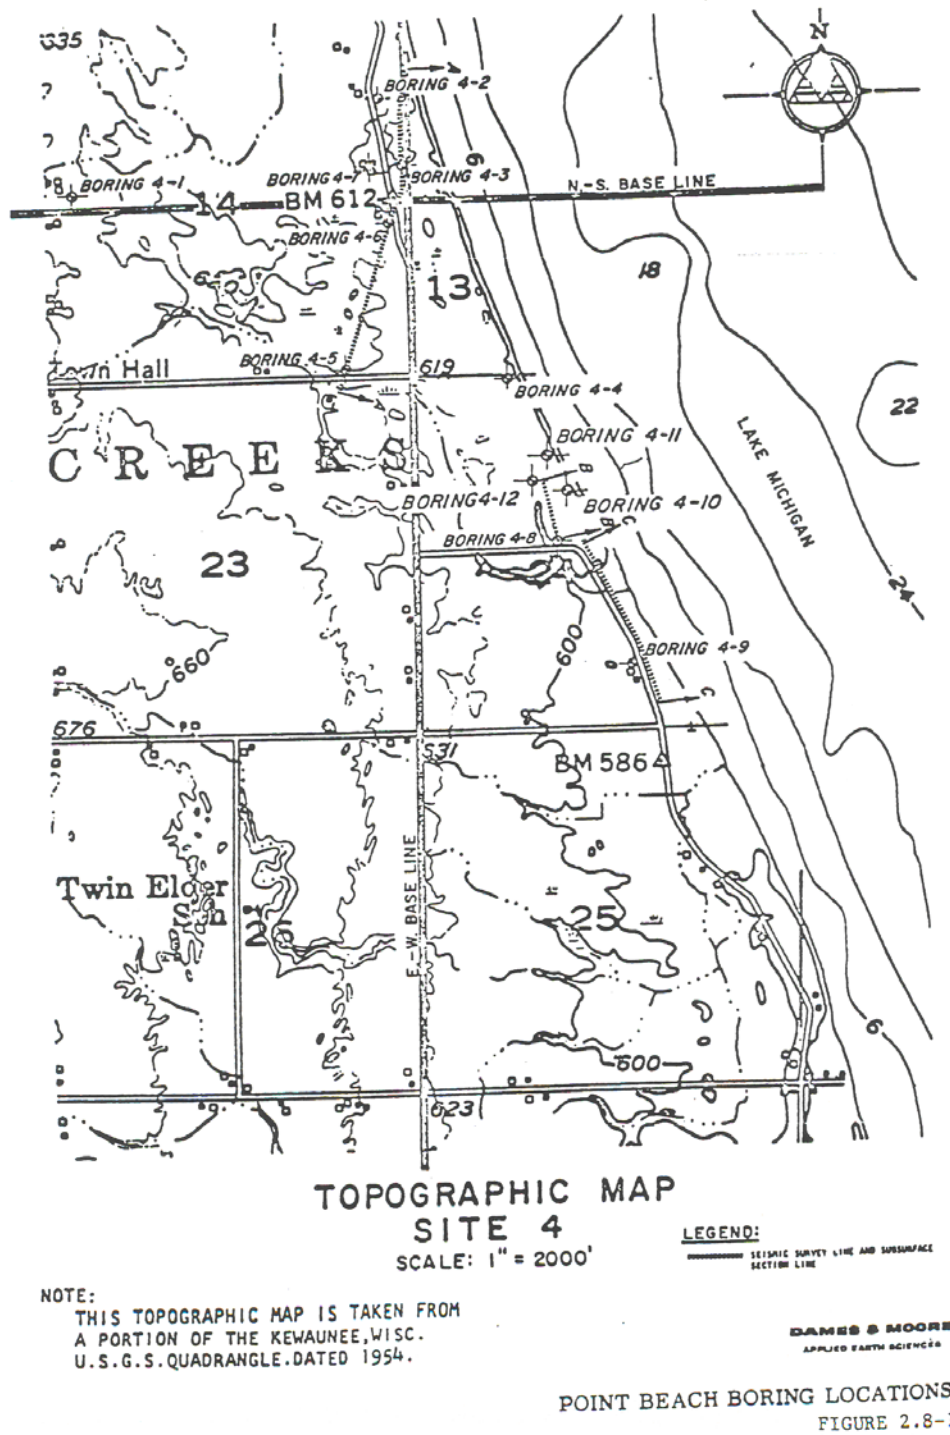 N
BORING 4-2
A
BORING 4-1
BORING 4-7
BORING 4-3
6
N.-S. BASE LINE
14
BM 612
BORING 4-6
18
13
BORING 4-5
Hall
619
BORING 4-4
22
CREEKS
BORING 4-11
LAKE MICHIGAN
B
BORING 4-12
BORING 4-10
BORING 4-8
B
C
23
24
600
BORING 4-9
660
C
676
BM 586
E.-W. BASE LINE
Twin Elder
25
26
6
600
TOPOGRAPHIC MAP
SITE 4
SCALE: 1" = 2000'
LEGEND:
SEISMIC SURVEY LINE AND SUBSURFACE
SECTION LINE
NOTE:
THIS TOPOGRAPHIC MAP IS TAKEN FROM
A PORTION OF THE KEWAUNEE,WISC.
U.S.G.S.QUADRANGLE.DATED 1954.
DAMES & MOORE
APPLIED EARTH SCIENCES
POINT BEACH BORING LOCATIONS
FIGURE 2.8-